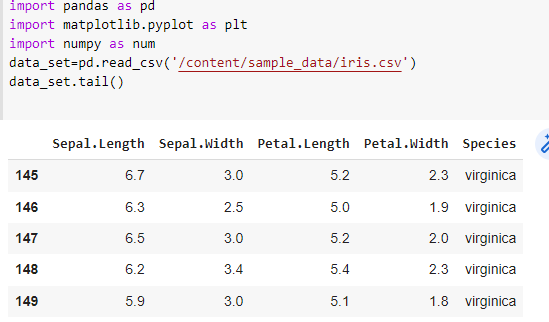 import pandas as pd
import matplotlib.pyplot as plt
import numpy as num
data_set=pd.read_csv('/content/sample_data/iris.csv')
data_set.tail()
Sepal.Length Sepal.Width Petal.Length Petal.Width Species
145 6.7 3.0 5.2 2.3 virginica
146 6.3 2.5 5.0 1.9 virginica
147 6.5 3.0 5.2 2.0 virginica
148 6.2 3.4 5.4 2.3 virginica
149 5.9 3.0 5.1 1.8 virginica